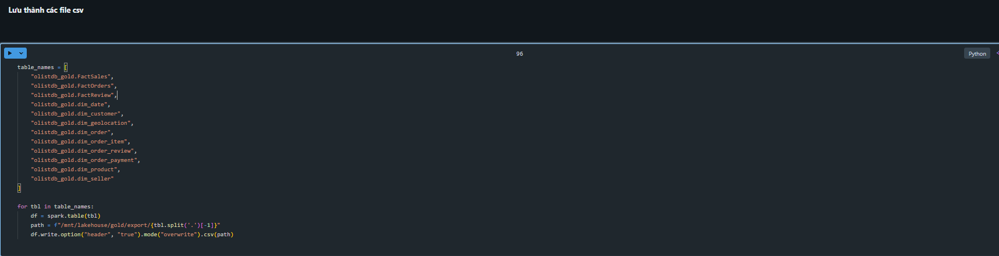 Lưu thành các file csv
96
Python
table_names = [
    "olistdb_gold.FactSales",
    "olistdb_gold.FactOrders",
    "olistdb_gold.FactReview",
    "olistdb_gold.dim_date",
    "olistdb_gold.dim_customer",
    "olistdb_gold.dim_geolocation",
    "olistdb_gold.dim_order",
    "olistdb_gold.dim_order_item",
    "olistdb_gold.dim_order_review",
    "olistdb_gold.dim_order_payment",
    "olistdb_gold.dim_product",
    "olistdb_gold.dim_seller"
]
for tbl in table_names:
    df = spark.table(tbl)
    path = f"/mnt/lakehouse/gold/export/{tbl.split('.')[-1]}"
    df.write.option("header", "true").mode("overwrite").csv(path)